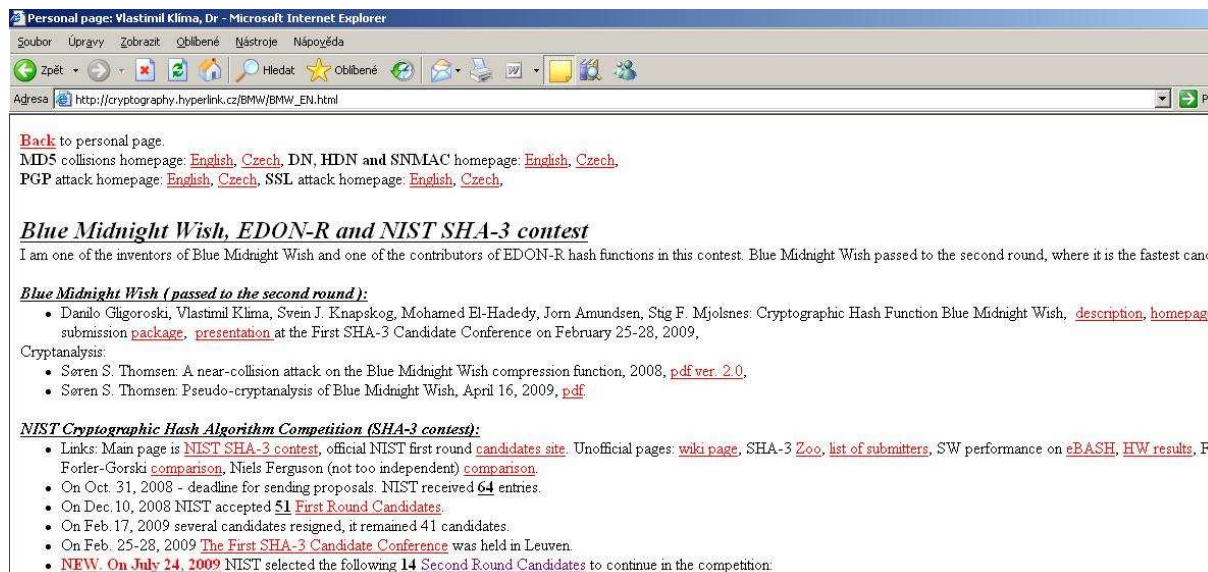 Personal page: Vlastimil Klíma, Dr - Microsoft Internet Explorer
Soubor Úpravy Zobrazit Oblíbené Nástroje Nápověda
Zpět Hledat Oblíbené
Adresa http://cryptography.hyperlink.cz/BMW/BMW_EN.html
Back to personal page.
MD5 collisions homepage: English, Czech, DN, HDN and SNMAC homepage: English, Czech,
PGP attack homepage: English, Czech, SSL attack homepage: English, Czech,
Blue Midnight Wish, EDON-R and NIST SHA-3 contest
I am one of the inventors of Blue Midnight Wish and one of the contributors of EDON-R hash functions in this contest. Blue Midnight Wish passed to the second round, where it is the fastest
Blue Midnight Wish ( passed to the second round ):
• Danilo Gligoroski, Vlastimil Klima, Svein J. Knapskog, Mohamed El-Hadedy, Jorn Amundsen, Stig F. Mjolsnes: Cryptographic Hash Function Blue Midnight Wish, description,
submission package, presentation at the First SHA-3 Candidate Conference on February 25-28, 2009,
Cryptanalysis:
• Søren S. Thomsen: A near-collision attack on the Blue Midnight Wish compression function, 2008, pdf ver. 2.0,
• Søren S. Thomsen: Pseudo-cryptanalysis of Blue Midnight Wish, April 16, 2009, pdf.
NIST Cryptographic Hash Algorithm Competition (SHA-3 contest):
• Links: Main page is NIST SHA-3 contest, official NIST first round candidates site. Unofficial pages: wiki page, SHA-3 Zoo, list of submitters, SW performance on eBASH, HW results,
Forler-Gorski comparison, Niels Ferguson (not too independent) comparison.
• On Oct. 31, 2008 - deadline for sending proposals. NIST received 64 entries.
• On Dec.10, 2008 NIST accepted 51 First Round Candidates.
• On Feb.17, 2009 several candidates resigned, it remained 41 candidates.
• On Feb. 25-28, 2009 The First SHA-3 Candidate Conference was held in Leuven.
• NEW. On July 24, 2009 NIST selected the following 14 Second Round Candidates to continue in the competition: